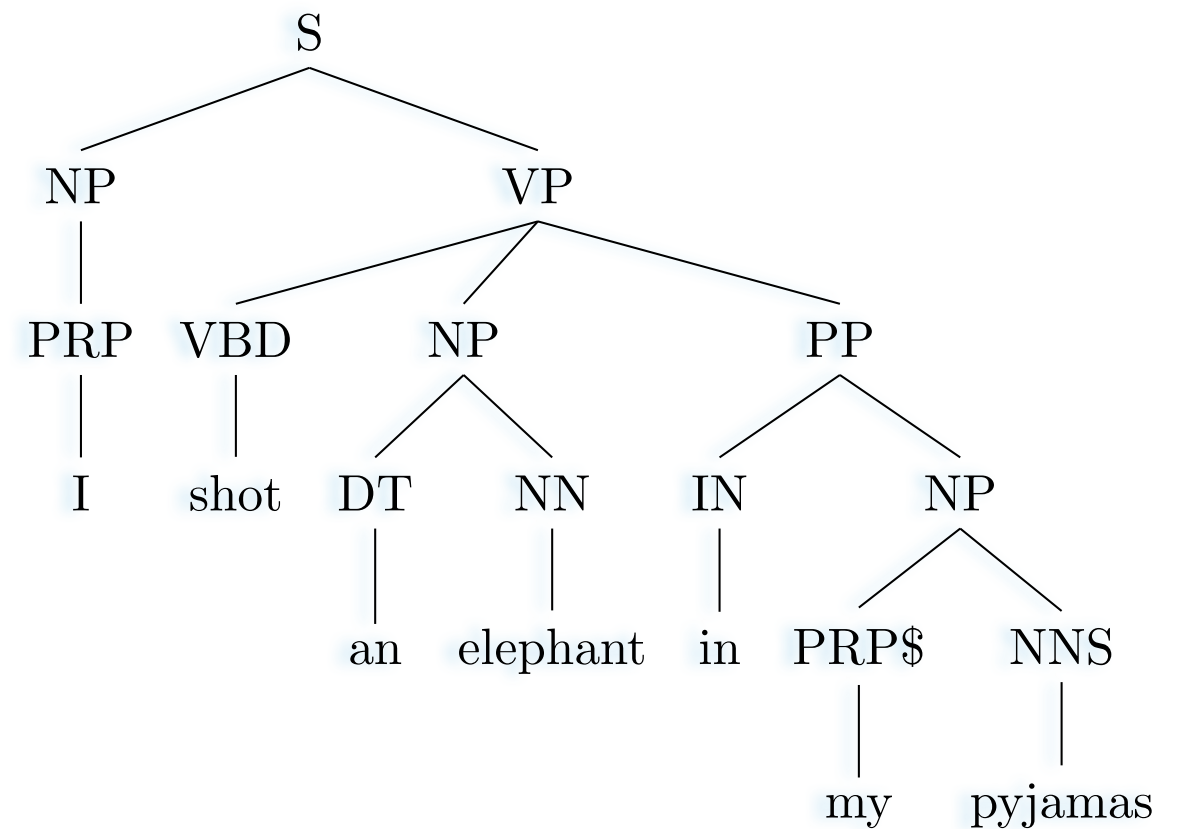 S
NP VP
PRP VBD NP PP
I shot DT NN IN NP
an elephant in PRP$ NNS
my pyjamas